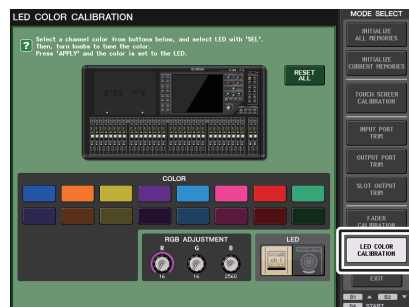 LED COLOR CALIBRATION
MODE SELECT
? Select a channel color from buttons below, and select LED with 'SEL'.
Then, turn knobs to tune the color.
Press 'APPLY' and the color is set to the LED.
RESET
ALL
INITIALIZE
ALL MEMORIES
INITIALIZE
CURRENT MEMORIES
TOUCH SCREEN
CALIBRATION
INPUT PORT
TRIM
OUTPUT PORT
TRIM
SLOT OUTPUT
TRIM
FADER
CALIBRATION
LED COLOR
CALIBRATION
EXIT
COLOR
RGB ADJUSTMENT
R
G
B
16
16
2560
LED
ch 1
START